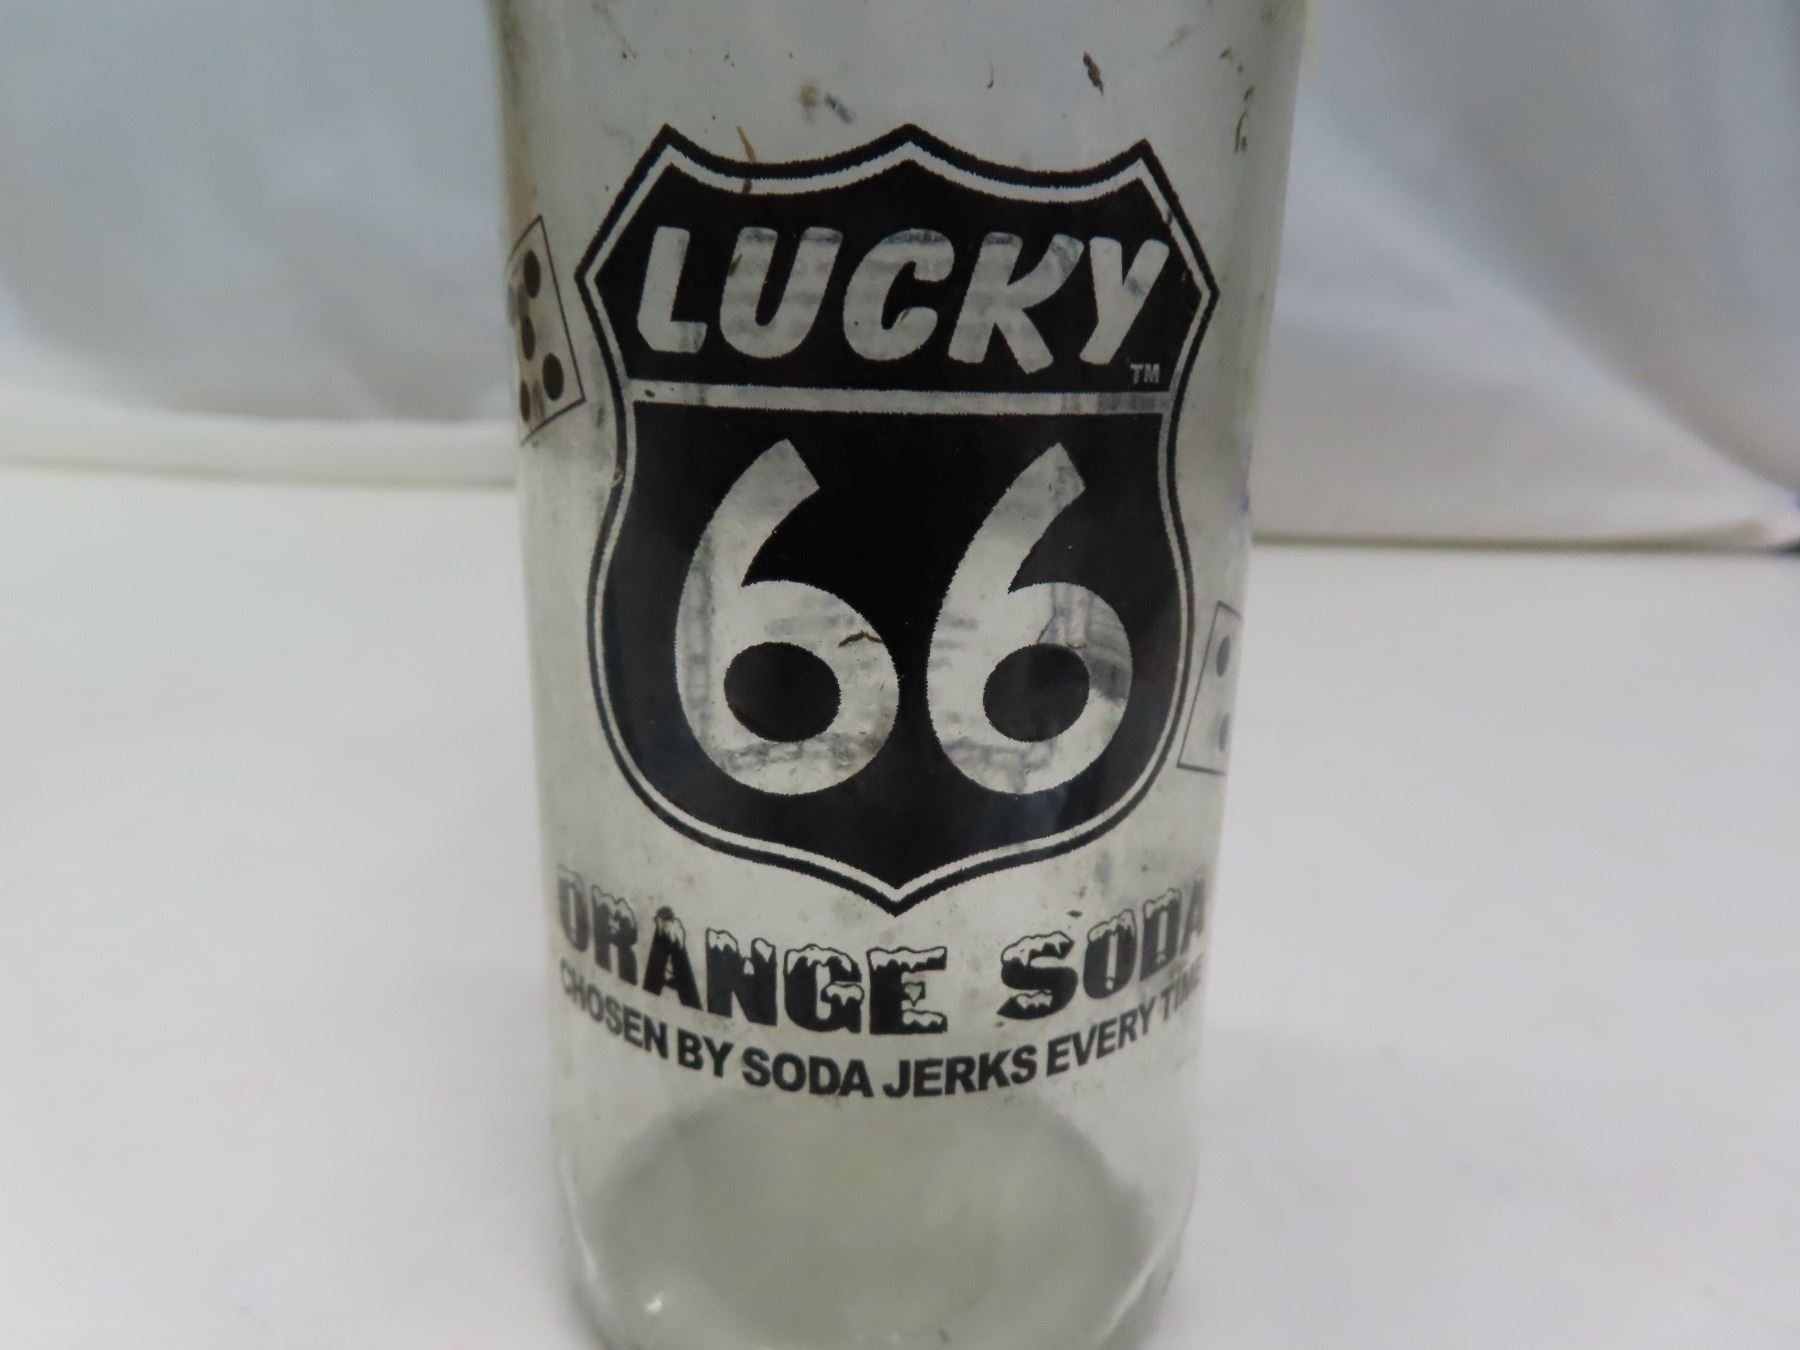 LUCKY
TM
66
ORANGE SODA
CHOSEN BY SODA JERKS EVERY TIME